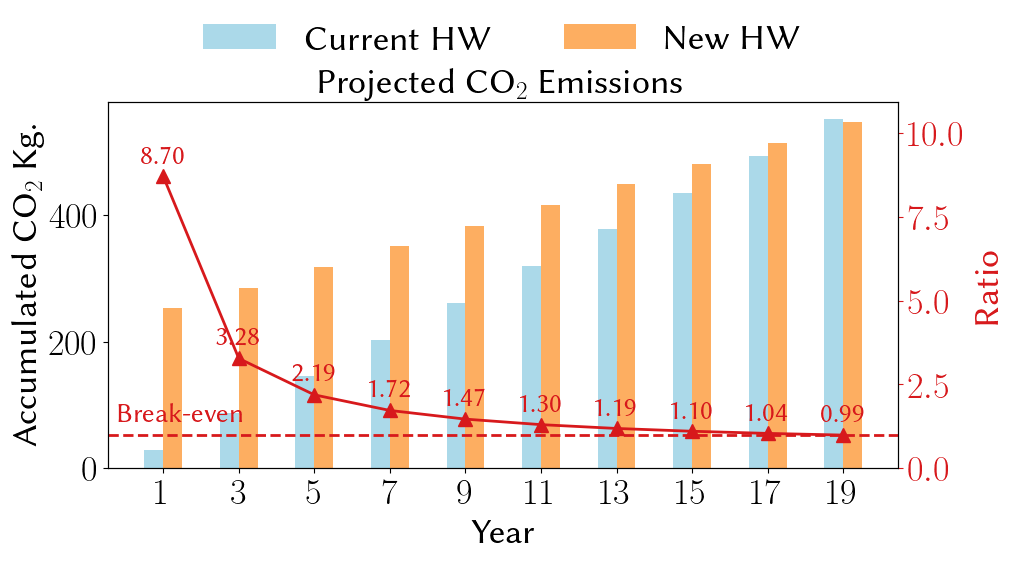 Current HW New HW
Projected CO₂ Emissions
Accumulated CO₂ Kg.
400
200
0
10.0
7.5
5.0
2.5
0.0
Ratio
8.70
3.28
2.19
1.72
1.47
1.30
1.19
1.10
1.04
0.99
Break-even
1 3 5 7 9 11 13 15 17 19
Year